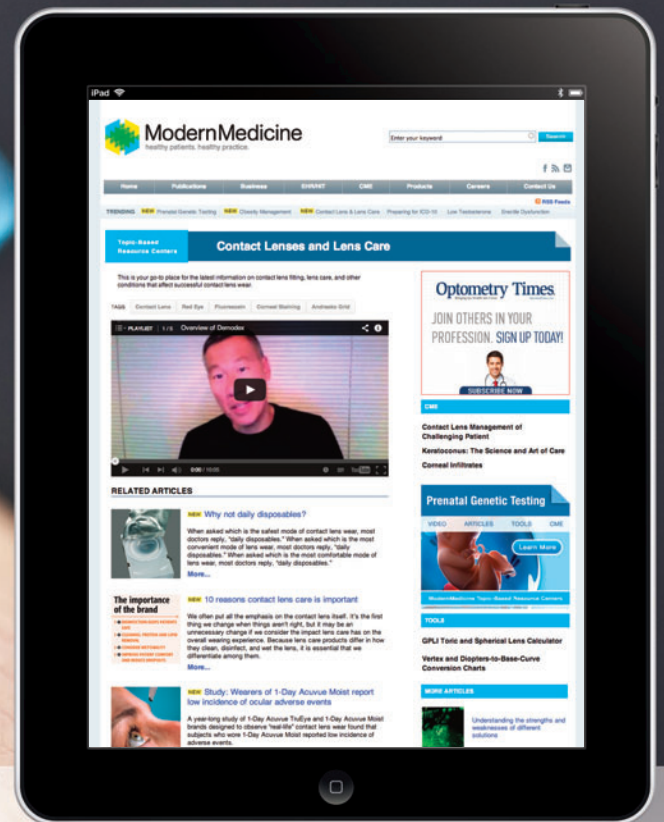 iPad
ModernMedicine
healthy patients. healthy practice.
Enter your keyword
Search
Home Publications Business EHR/HIT CME Products Careers Contact Us
RSS Feeds
TRENDING NEW Prenatal Genetic Testing NEW Obesity Management NEW Contact Lens & Lens Care Preparing for ICD-10 Low Testosterone Erectile Dysfunction
Topic-Based
Resource Centers
Contact Lenses and Lens Care
This is your go-to place for the latest information on contact lens fitting, lens care, and other
conditions that affect successful contact lens wear.
TAGS Contact Lens Red Eye Fluorescein Corneal Staining Andrasko Grid
PLAYLIST 1 / 5 Overview of Demodex
0:00
YouTube
RELATED ARTICLES
NEW Why not daily disposables?
When asked which is the safest mode of contact lens wear, most
doctors reply, "daily disposables." When asked which is the most
convenient mode of lens wear, most doctors reply, "daily
disposables." When asked which is the most comfortable mode of
lens wear, most doctors reply, "daily disposables."
More...
The importance
of the brand
NEW 10 reasons contact lens care is important
We often put all the emphasis on the contact lens itself. It's the first
thing we change when things aren't right, but it may be an
unnecessary change if we consider the impact lens care has on the
overall wearing experience. Because lens care products differ in how
they clean, disinfect, and wet the lens, it is essential that we
differentiate among them.
More...
NEW Study: Wearers of 1-Day Acuvue Moist report
low incidence of ocular adverse events
A year-long study of 1-Day Acuvue TruEye and 1-Day Acuvue Moist
brands designed to observe "real-life" contact lens wear found that
subjects who wore 1-Day Acuvue Moist reported low incidence of
adverse events.
Optometry Times.
JOIN OTHERS IN YOUR
PROFESSION. SIGN UP TODAY!
SUBSCRIBE NOW
CME
Contact Lens Management of
Challenging Patient
Keratoconus: The Science and Art of Care
Corneal Infiltrates
Prenatal Genetic Testing
VIDEO ARTICLES TOOLS CME
Learn More
ModernMedicine Topic-Based Resource Centers
TOOLS
GPLI Toric and Spherical Lens Calculator
Vertex and Diopters-to-Base-Curve
Conversion Charts
MORE ARTICLES
Understanding the strengths and
weaknesses of different
solutions